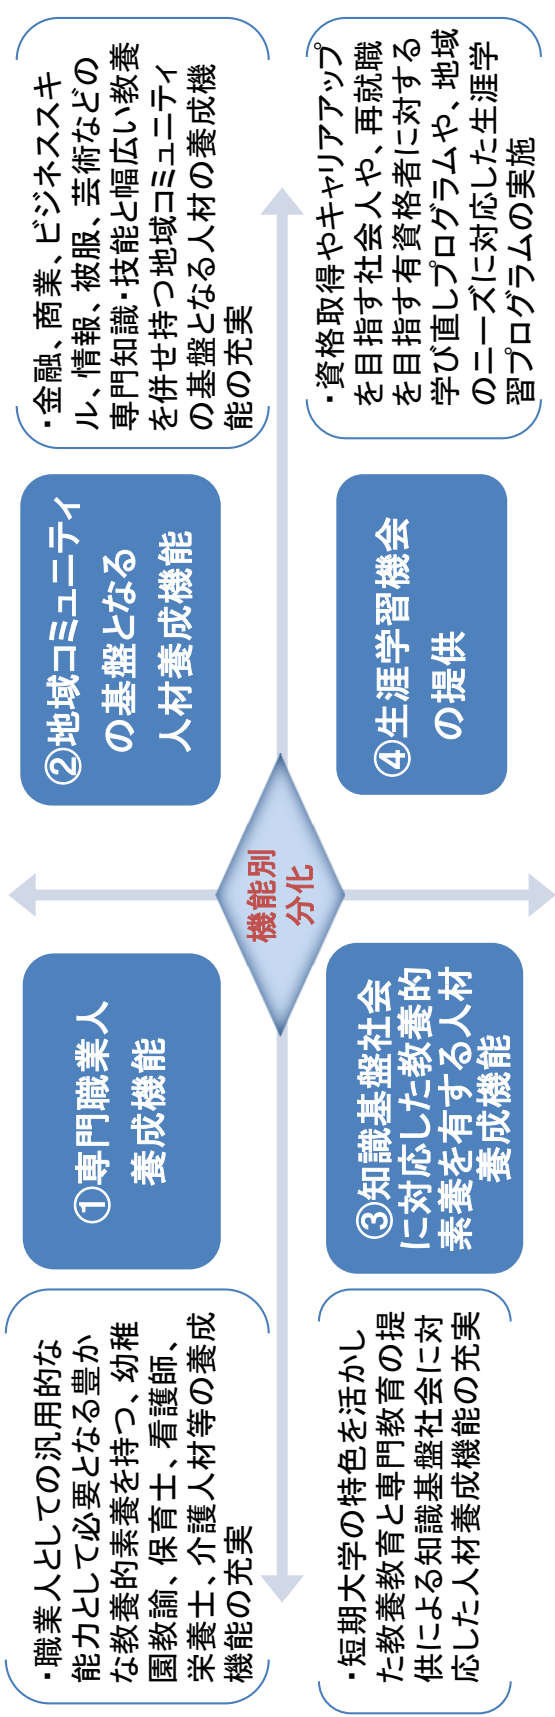 ・職業人としての汎用的な
能力として必要となる豊か
な教養的素養を持つ、幼稚
園教諭、保育士、看護師、
栄養士、介護人材等の養成
機能の充実
①専門職業人
養成機能
②地域コミュニティ
の基盤となる
人材養成機能
・金融、商業、ビジネススキ
ル、情報、被服、芸術などの
専門知識・技能と幅広い教養
を併せ持つ地域コミュニティ
の基盤となる人材の養成機
能の充実
機能別
分化
・短期大学の特色を活かし
た教養教育と専門教育の提
供による知識基盤社会に対
応した人材養成機能の充実
③知識基盤社会
に対応した教養的
素養を有する人材
養成機能
④生涯学習機会
の提供
・資格取得やキャリアアップ
を目指す社会人や、再就職
を目指す有資格者に対する
学び直しプログラムや、地域
のニーズに対応した生涯学
習プログラムの実施